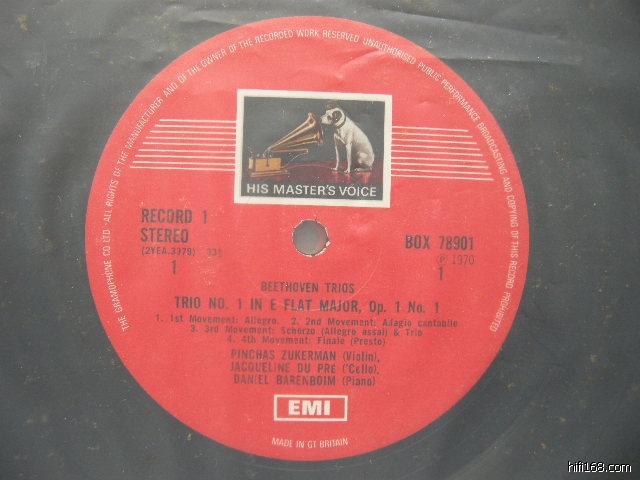 THE GRAMOPHONE CO LTD · ALL RIGHTS OF THE MANUFACTURER AND OF THE OWNER OF THE RECORDED WORK RESERVED UNAUTHORISED PUBLIC PERFORMANCE BROADCASTING AND COPYING OF THIS RECORD PROHIBITED
HIS MASTER'S VOICE
RECORD 1
STEREO
(2YEA.3979) 33⅓
1
BOX 78901
℗ 1970
1
BEETHOVEN TRIOS
TRIO NO. 1 IN E FLAT MAJOR, Op. 1 No. 1
1. 1st Movement: Allegro. 2. 2nd Movement: Adagio cantabile
3. 3rd Movement: Scherzo (Allegro assai) & Trio
4. 4th Movement: Finale (Presto)
PINCHAS ZUKERMAN (Violin),
JACQUELINE DU PRÉ ('Cello),
DANIEL BARENBOIM (Piano)
EMI
MADE IN GT BRITAIN
hifi168.com